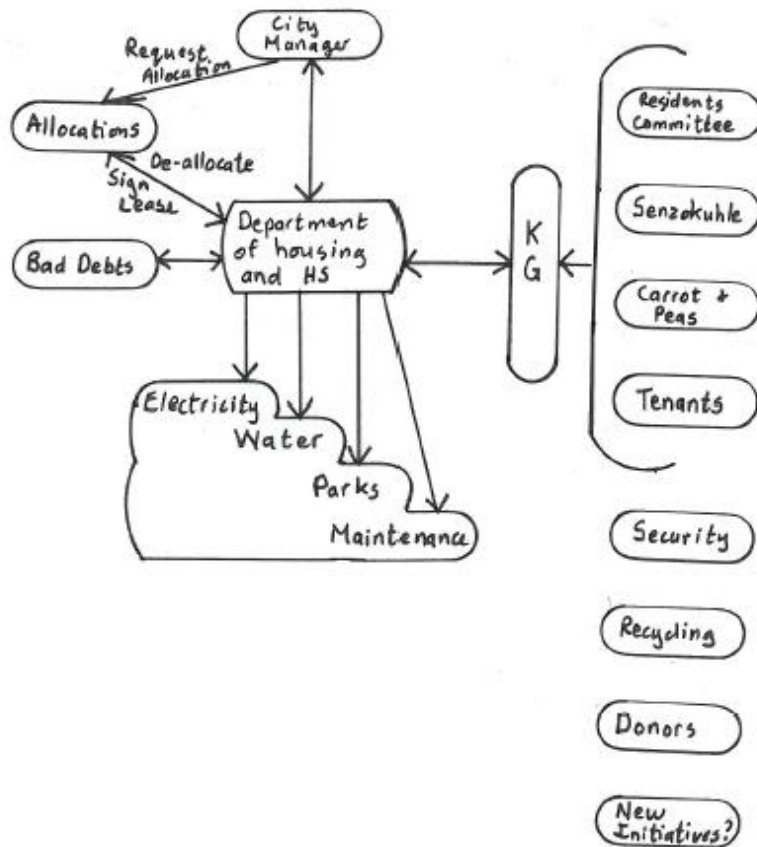 City
Manager
Request
Allocation
Allocations
De-allocate
Sign
Lease
Department
of housing
and HS
Bad Debts
K
G
Electricity
Water
Parks
Maintenance
Residents
Committee
Senzokuhle
Carrot &
Peas
Tenants
Security
Recycling
Donors
New
Initiatives?